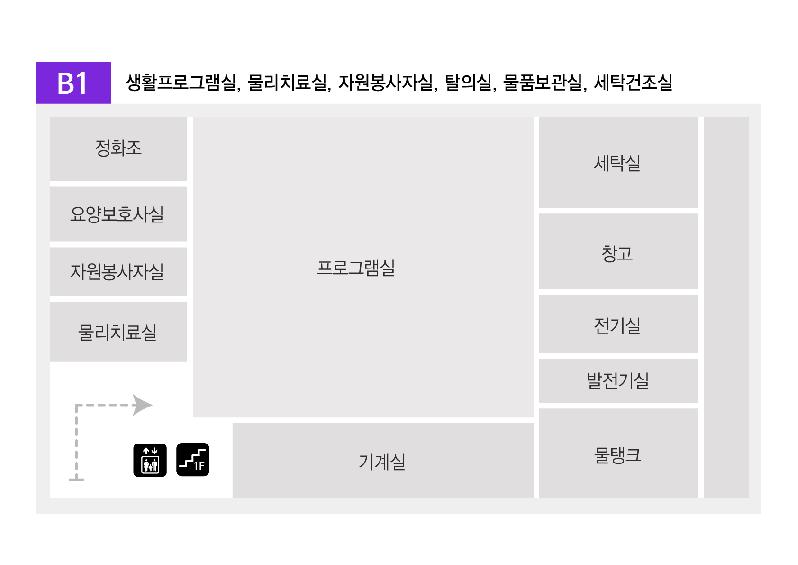 B1 생활프로그램실, 물리치료실, 자원봉사자실, 탈의실, 물품보관실, 세탁건조실
정화조
요양보호사실
자원봉사자실
물리치료실
프로그램실
세탁실
창고
전기실
발전기실
물탱크
기계실
1F